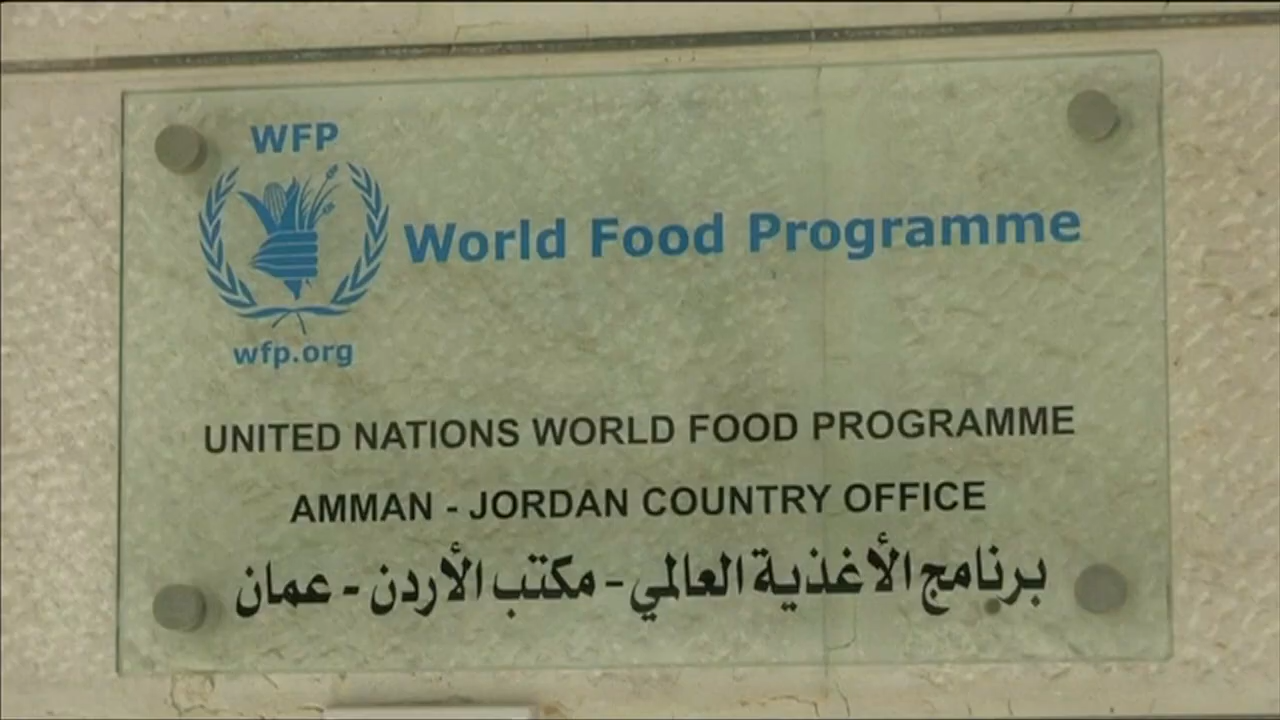 WFP
World Food Programme
wfp.org
UNITED NATIONS WORLD FOOD PROGRAMME
AMMAN - JORDAN COUNTRY OFFICE
برنامج الأغذية العالمي - مكتب الأردن - عمان